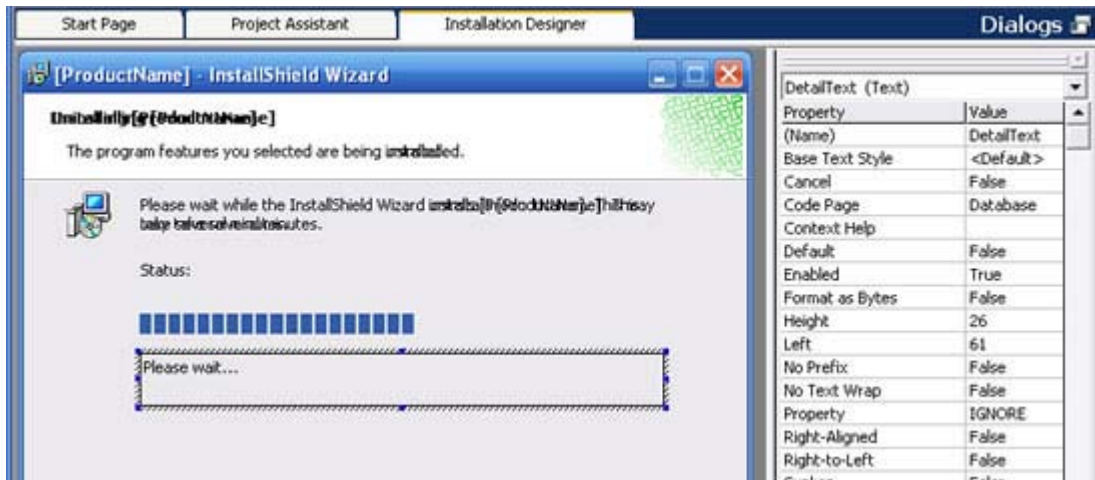 Start Page Project Assistant Installation Designer Dialogs
[ProductName] - InstallShield Wizard
The program features you selected are being
Please wait while the InstallShield Wizard
Status:
Please wait...
DetailText (Text)
Property Value
(Name) DetailText
Base Text Style <Default>
Cancel False
Code Page Database
Context Help
Default False
Enabled True
Format as Bytes False
Height 26
Left 61
No Prefix False
No Text Wrap False
Property IGNORE
Right-Aligned False
Right-to-Left False